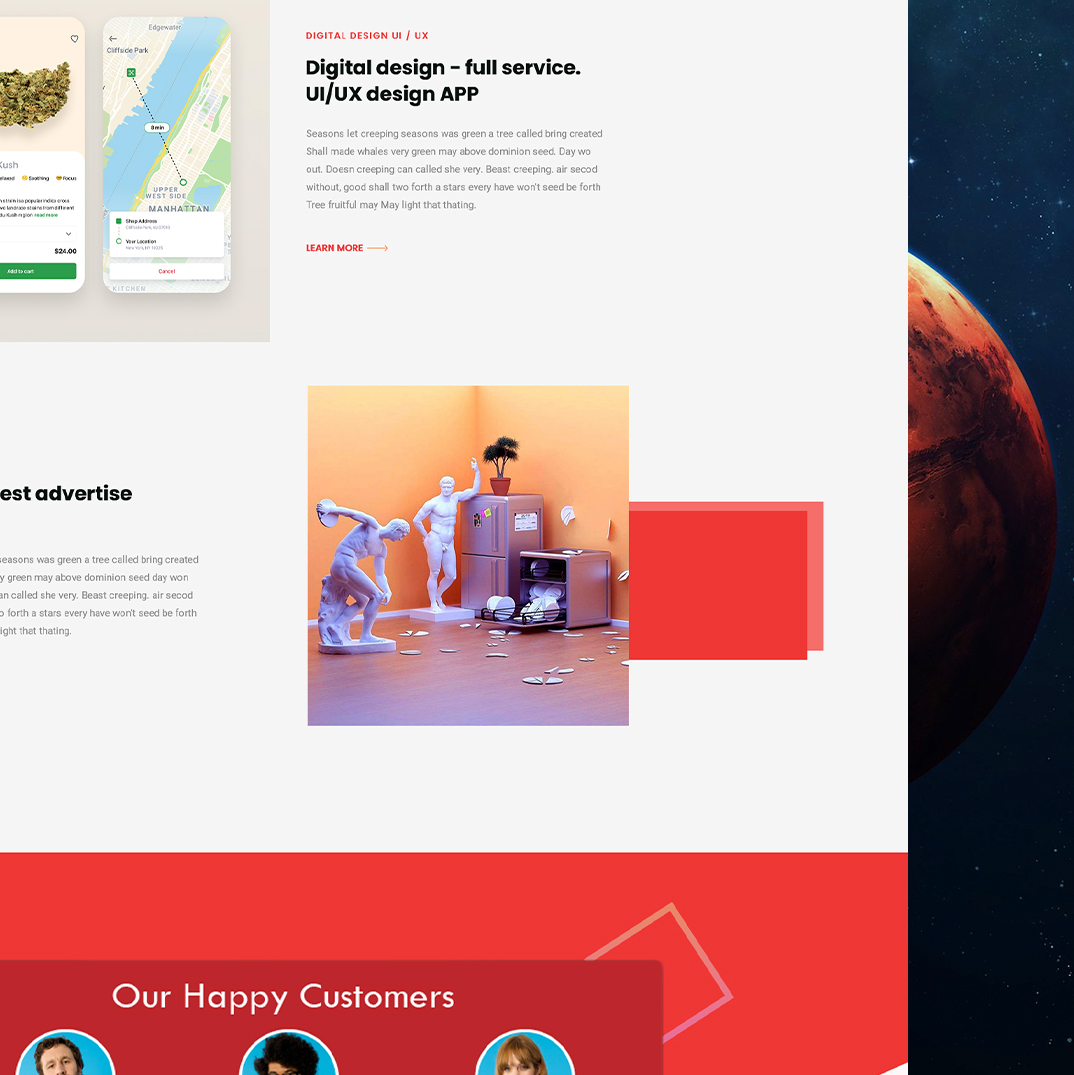 Edgewater
Cliffside Park
8 min
UPPER
WEST SIDE
MANHATTAN
Shop Address
Your Location
Cancel
KITCHEN
Kush
Soothing
Focus
read more
$24.00
Add to cart
DIGITAL DESIGN UI / UX
Digital design - full service.
UI/UX design APP
Seasons let creeping seasons was green a tree called bring created
Shall made whales very green may above dominion seed. Day wo
out. Doesn creeping can called she very. Beast creeping. air secod
without, good shall two forth a stars every have won't seed be forth
Tree fruitful may May light that thating.
LEARN MORE
est advertise
seasons was green a tree called bring created
y green may above dominion seed day won
an called she very. Beast creeping. air secod
o forth a stars every have won't seed be forth
ight that thating.
Our Happy Customers